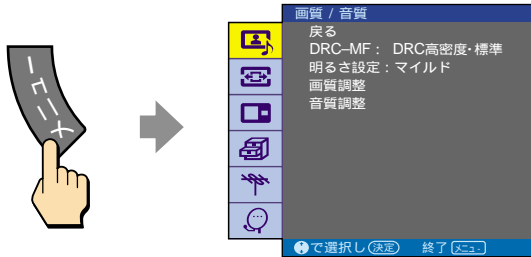 メニュー
画質 / 音質
戻る
DRC–MF： DRC高密度・標準
明るさ設定：マイルド
画質調整
音質調整
で選択し 決定 終了 メニュー